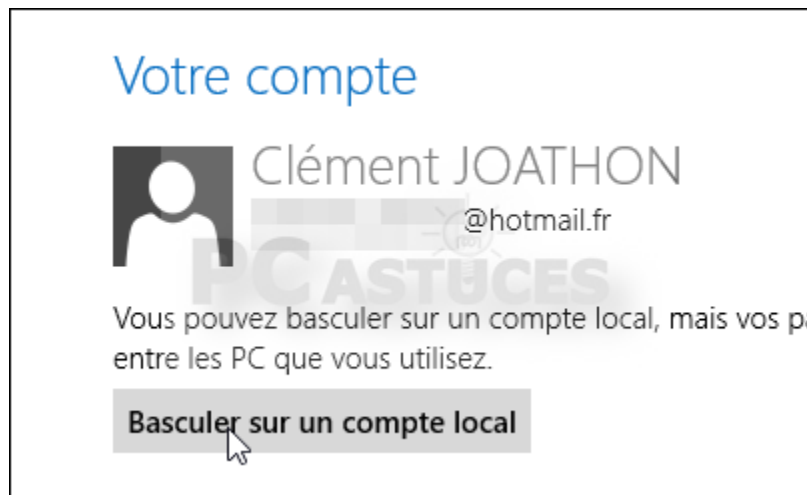 Votre compte
Clément JOATHON
@hotmail.fr
PC ASTUCES
Vous pouvez basculer sur un compte local, mais vos
entre les PC que vous utilisez.
Basculer sur un compte local